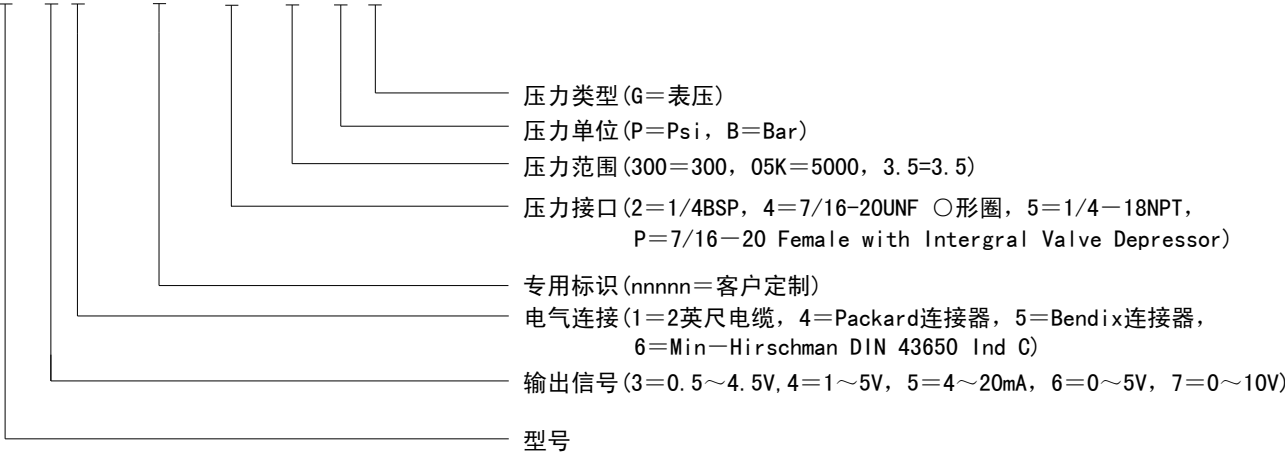 压力类型(G＝表压)
压力单位(P＝Psi，B＝Bar)
压力范围(300＝300，05K＝5000，3.5=3.5)
压力接口(2＝1/4BSP，4＝7/16-20UNF ○形圈，5＝1/4－18NPT，
P＝7/16－20 Female with Intergral Valve Depressor)
专用标识(nnnnn＝客户定制)
电气连接(1＝2英尺电缆，4＝Packard连接器，5＝Bendix连接器，
6＝Min－Hirschman DIN 43650 Ind C)
输出信号(3＝0.5～4.5V,4＝1～5V，5＝4～20mA，6＝0～5V，7＝0～10V)
型号